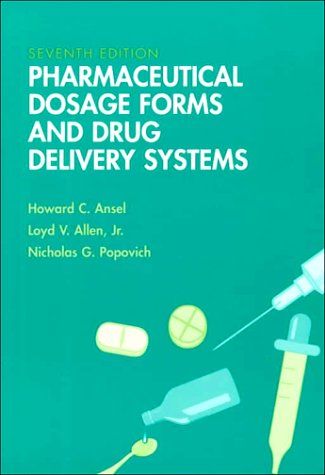 SEVENTH EDITION
PHARMACEUTICAL
DOSAGE FORMS
AND DRUG
DELIVERY SYSTEMS
Howard C. Ansel
Loyd V. Allen, Jr.
Nicholas G. Popovich